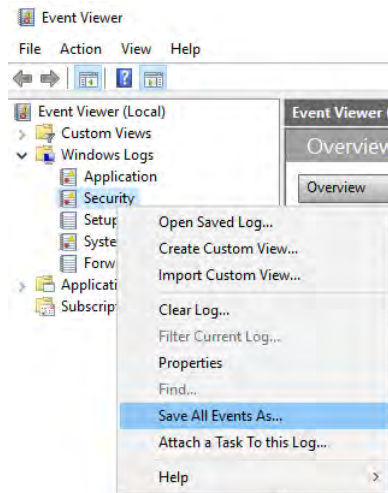 Event Viewer
File Action View Help
Event Viewer (Local)
Custom Views
Windows Logs
Application
Security
Setup
Syste
Forw
Applicati
Subscrip
Event Viewer (
Overview
Overview
Open Saved Log...
Create Custom View...
Import Custom View...
Clear Log...
Filter Current Log...
Properties
Find...
Save All Events As...
Attach a Task To this Log...
Help